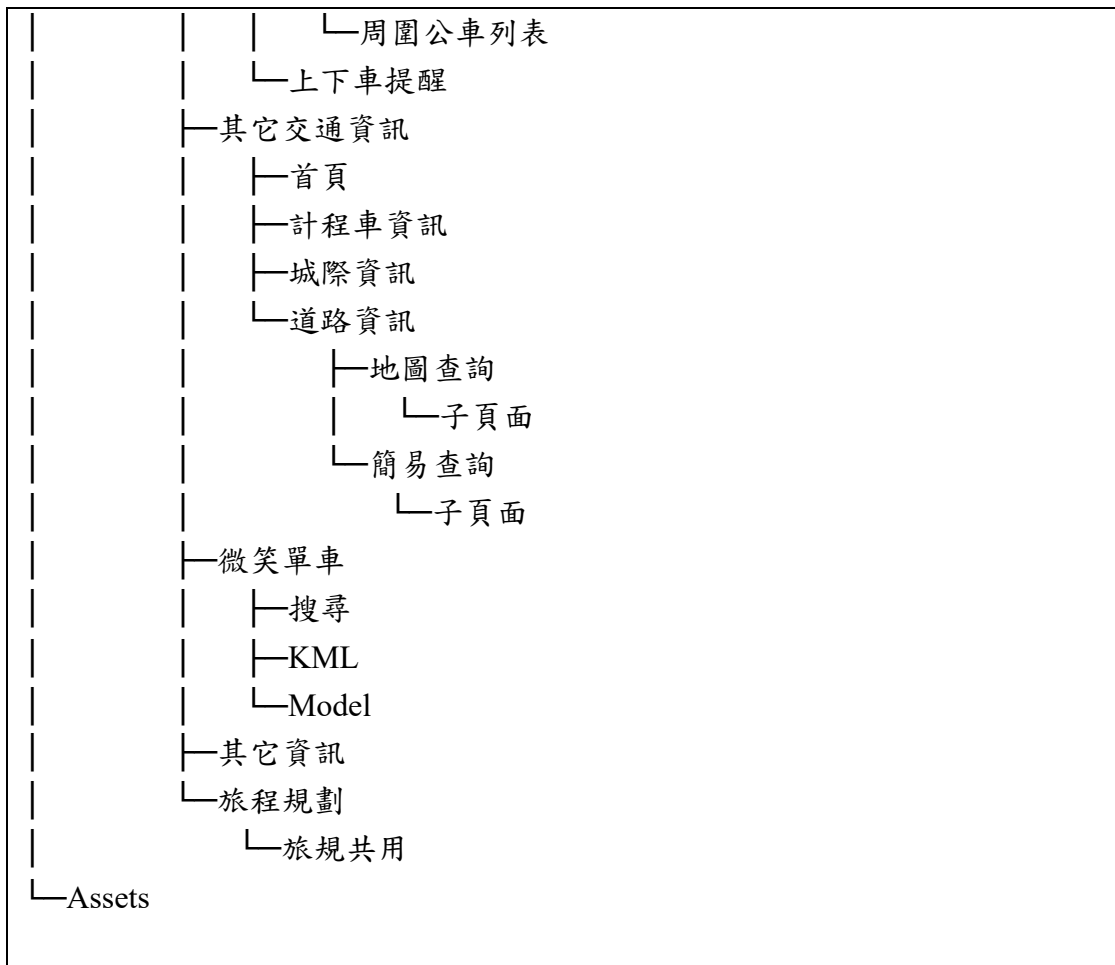 │ │ │ └─周圍公車列表
│ │ └─上下車提醒
│ ├─其它交通資訊
│ │ ├─首頁
│ │ ├─計程車資訊
│ │ ├─城際資訊
│ │ └─道路資訊
│ │ ├─地圖查詢
│ │ │ └─子頁面
│ │ └─簡易查詢
│ │ └─子頁面
│ ├─微笑單車
│ │ ├─搜尋
│ │ ├─KML
│ │ └─Model
│ ├─其它資訊
│ └─旅程規劃
│ └─旅規共用
└─Assets